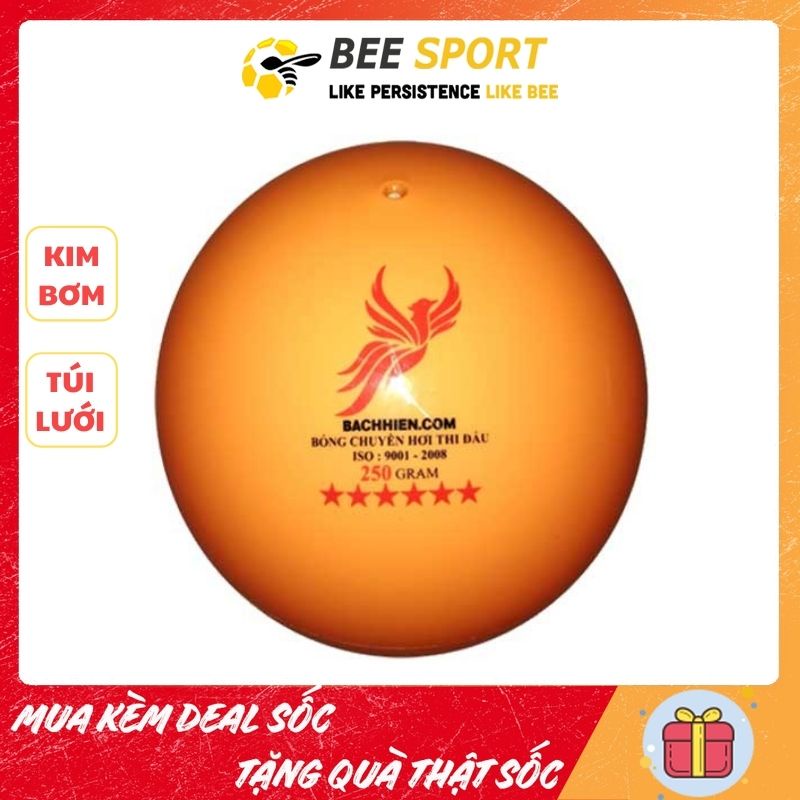 BEE SPORT
LIKE PERSISTENCE LIKE BEE
KIM
BƠM
TÚI
LƯỚI
BACHHIEN.COM
BÓNG CHUYỀN HƠI THI ĐẤU
ISO : 9001 - 2008
250 GRAM
MUA KÈM DEAL SỐC
TẶNG QUÀ THẬT SỐC